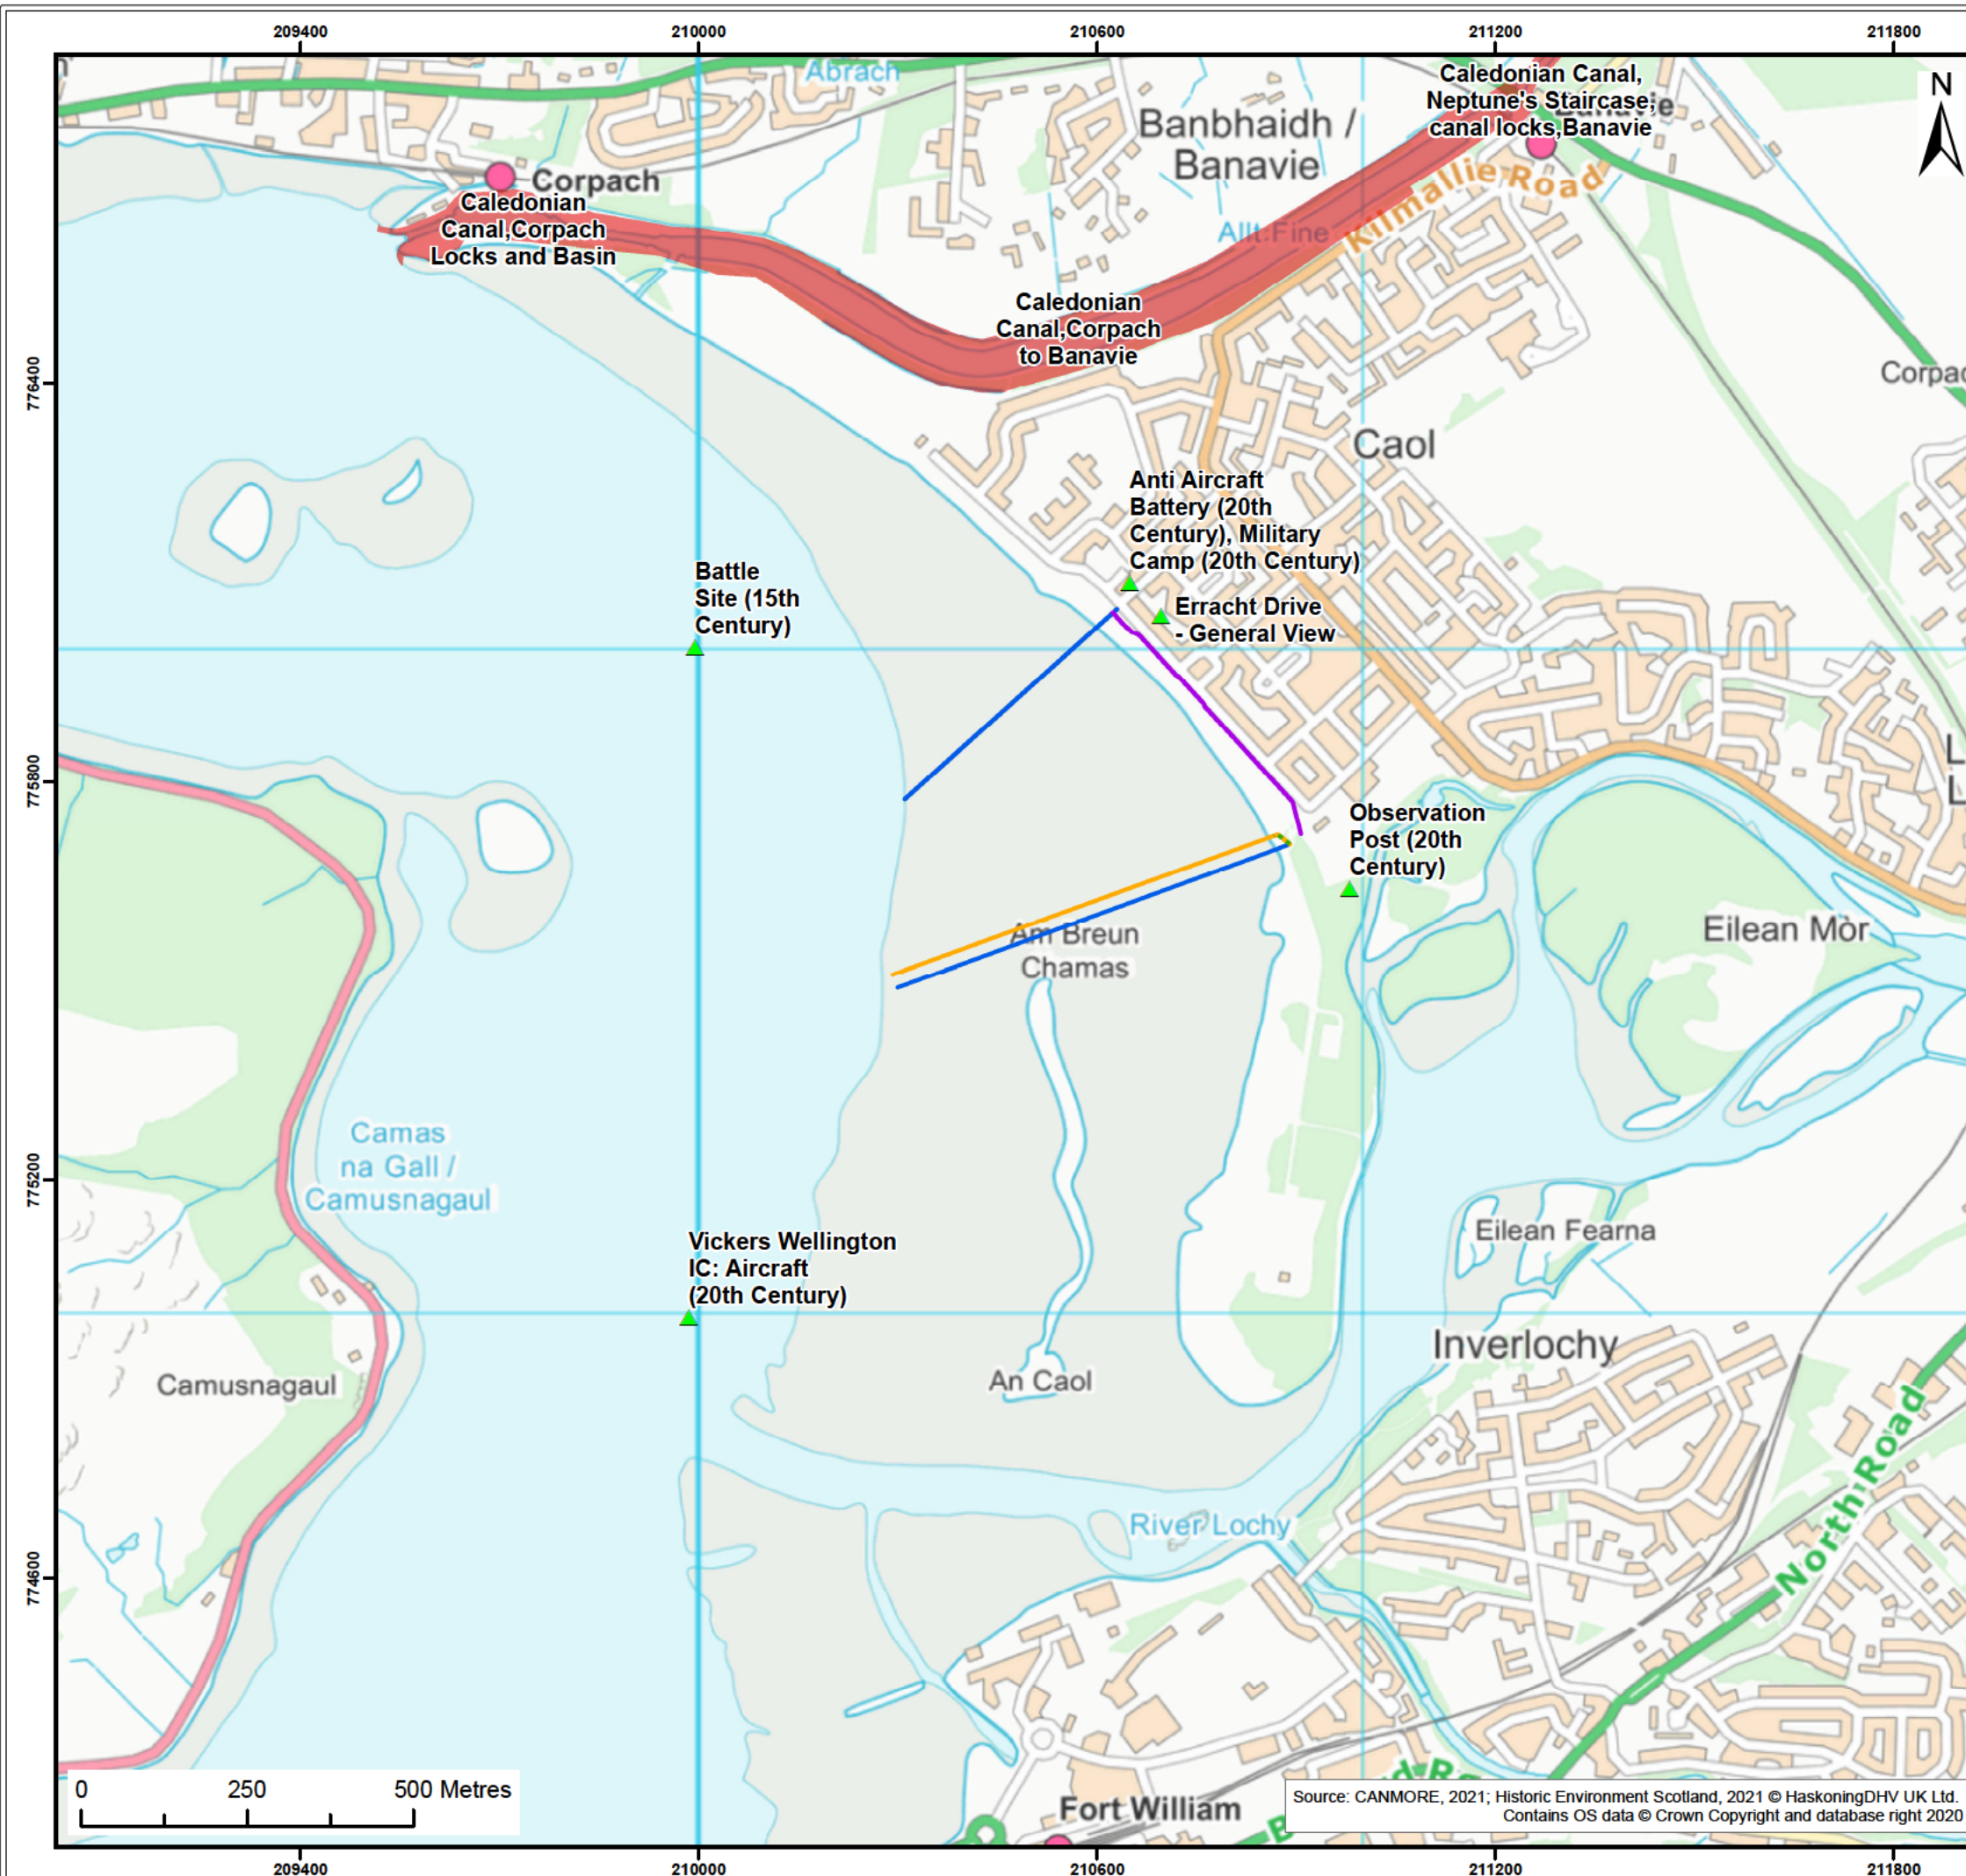 209400
210000
210600
211200
211800
Abrach
N
Caledonian Canal,
Neptune's Staircase;
canal locks,Banavie
Banbhaidh /
Banavie
Corpach
Kilmallie Road
Caledonian
Canal,Corpach
Locks and Basin
Allt Fine
Caledonian
Canal,Corpach
to Banavie
776400
Caol
Anti Aircraft
Battery (20th
Century), Military
Camp (20th Century)
Battle
Site (15th
Century)
Erracht Drive
- General View
775800
Observation
Post (20th
Century)
Am Breun
Chamas
Eilean Mòr
Camas
na Gall /
Camusnagaul
775200
Eilean Fearna
Vickers Wellington
IC: Aircraft
(20th Century)
Inverlochy
Camusnagaul
An Caol
River Lochy
North Road
774600
0 250 500 Metres
Fort William
Source: CANMORE, 2021; Historic Environment Scotland, 2021 © HaskoningDHV UK Ltd.
Contains OS data © Crown Copyright and database right 2020
209400
210000
210600
211200
211800